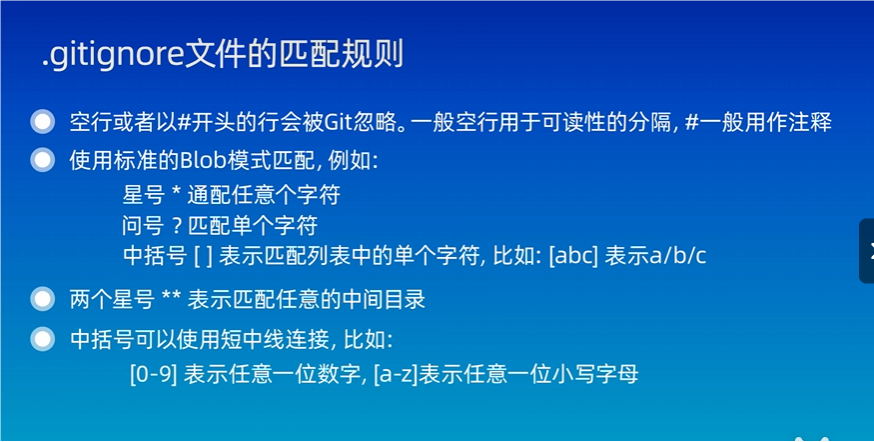 .gitignore文件的匹配规则
空行或者以#开头的行会被Git忽略。一般空行用于可读性的分隔, #一般用作注释
使用标准的Blob模式匹配, 例如:
星号 * 通配任意个字符
问号 ? 匹配单个字符
中括号 [ ] 表示匹配列表中的单个字符, 比如: [abc] 表示a/b/c
两个星号 ** 表示匹配任意的中间目录
中括号可以使用短中线连接, 比如:
[0-9] 表示任意一位数字, [a-z]表示任意一位小写字母